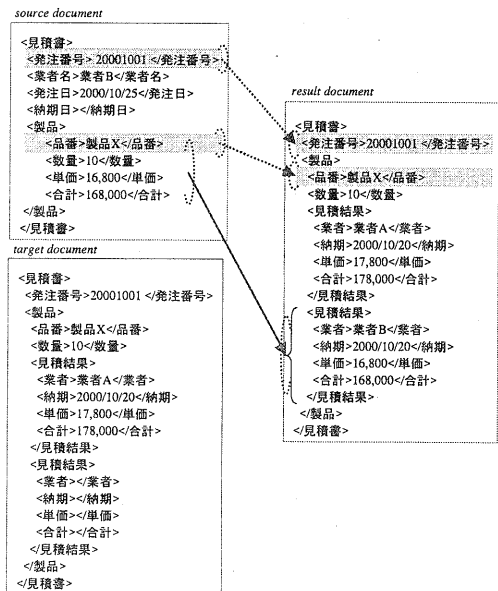 source document
<見積書>
<発注番号> 20001001 </発注番号>
<業者名>業者B</業者名>
<発注日>2000/10/25</発注日>
<納期日></納期日>
<製品>
<品番>製品X</品番>
<数量>10</数量>
<単価>16,800</単価>
<合計>168,000</合計>
</製品>
</見積書>
target document
<見積書>
<発注番号>20001001 </発注番号>
<製品>
<品番>製品X</品番>
<数量>10</数量>
<見積結果>
<業者>業者A</業者>
<納期>2000/10/20</納期>
<単価>17,800</単価>
<合計>178,000</合計>
</見積結果>
<見積結果>
<業者></業者>
<納期></納期>
<単価></単価>
<合計></合計>
</見積結果>
</製品>
</見積書>
result document
<見積書>
<発注番号>20001001 </発注番号>
<製品>
<品番>製品X</品番>
<数量>10</数量>
<見積結果>
<業者>業者A</業者>
<納期>2000/10/20</納期>
<単価>17,800</単価>
<合計>178,000</合計>
</見積結果>
<見積結果>
<業者>業者B</業者>
<納期>2000/10/20</納期>
<単価>16,800</単価>
<合計>168,000</合計>
</見積結果>
</製品>
</見積書>